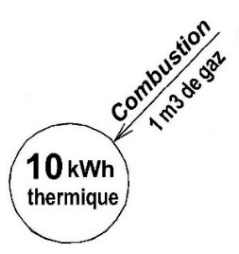 Combustion
1 m3 de gaz
10 kWh
thermique